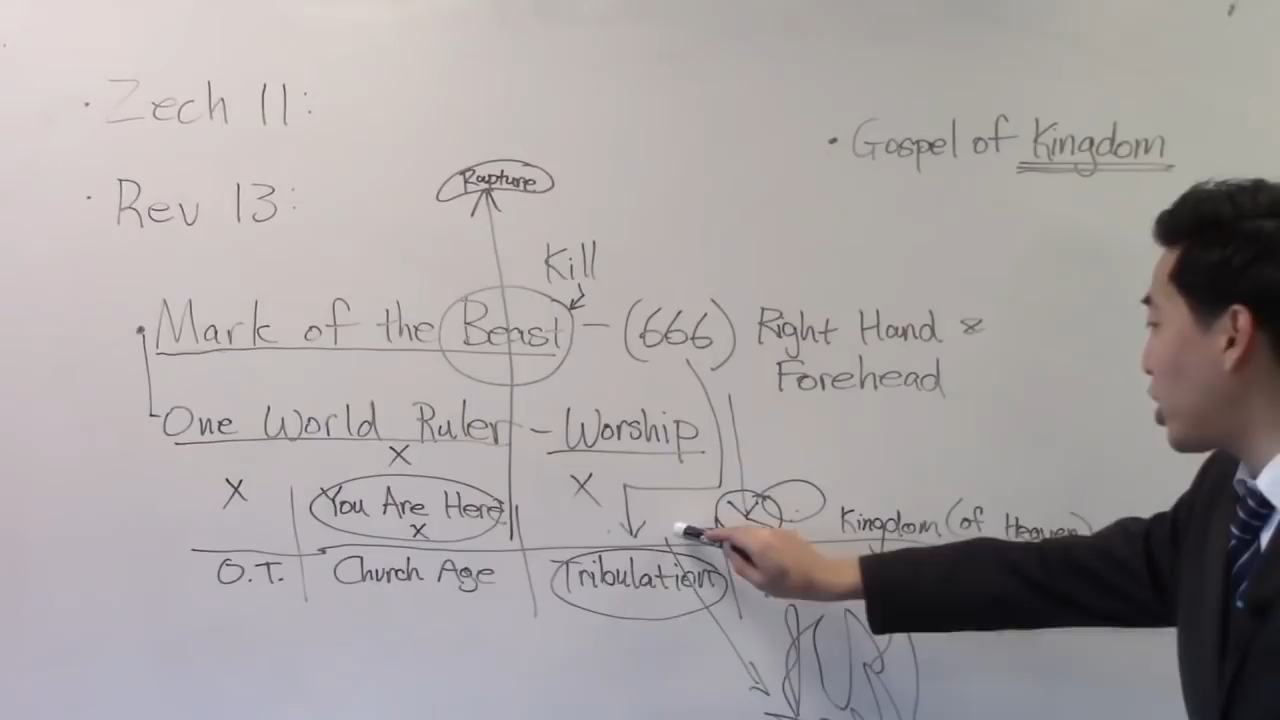 · Zech 11:
· Gospel of Kingdom
Rapture
· Rev 13:
Kill
· Mark of the Beast - (666) Right Hand &
Forehead
One World Ruler - Worship
X
X
X
You Are Here
X
Kingdom (of Heaven)
O.T.
Church Age
Tribulation